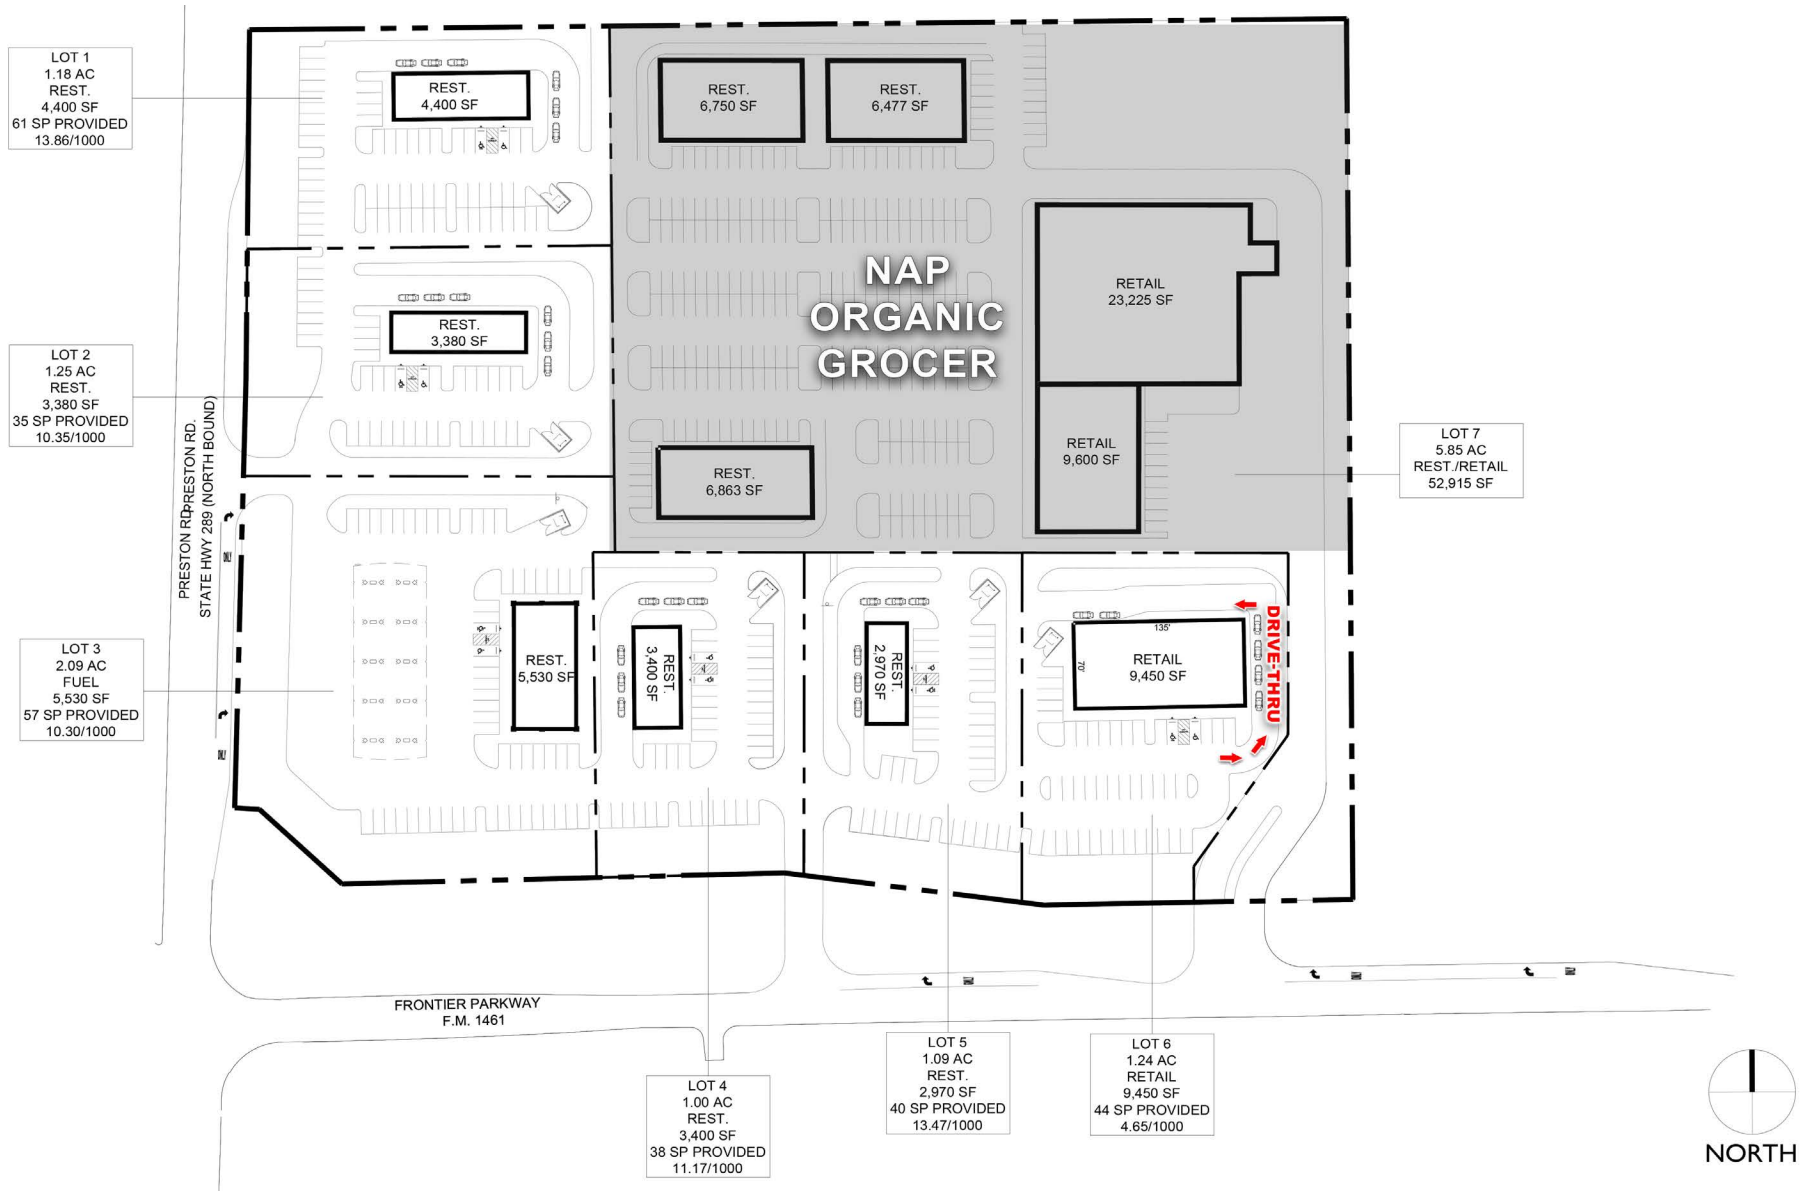 LOT 1
1.18 AC
REST.
4,400 SF
61 SP PROVIDED
13.86/1000
REST.
4,400 SF
REST.
6,750 SF
REST.
6,477 SF
NAP
ORGANIC
GROCER
RETAIL
23,225 SF
LOT 2
1.25 AC
REST.
3,380 SF
35 SP PROVIDED
10.35/1000
REST.
3,380 SF
RETAIL
9,600 SF
REST.
6,863 SF
LOT 7
5.85 AC
REST./RETAIL
52,915 SF
PRESTON RD.
PRESTON RD.
STATE HWY 289 (NORTH BOUND)
LOT 3
2.09 AC
FUEL
5,530 SF
57 SP PROVIDED
10.30/1000
REST.
5,530 SF
REST.
3,400 SF
REST.
2,970 SF
135'
70'
RETAIL
9,450 SF
DRIVE-THRU
ONLY
ONLY
FRONTIER PARKWAY
F.M. 1461
LOT 4
1.00 AC
REST.
3,400 SF
38 SP PROVIDED
11.17/1000
LOT 5
1.09 AC
REST.
2,970 SF
40 SP PROVIDED
13.47/1000
LOT 6
1.24 AC
RETAIL
9,450 SF
44 SP PROVIDED
4.65/1000
ONLY
ONLY
ONLY
NORTH